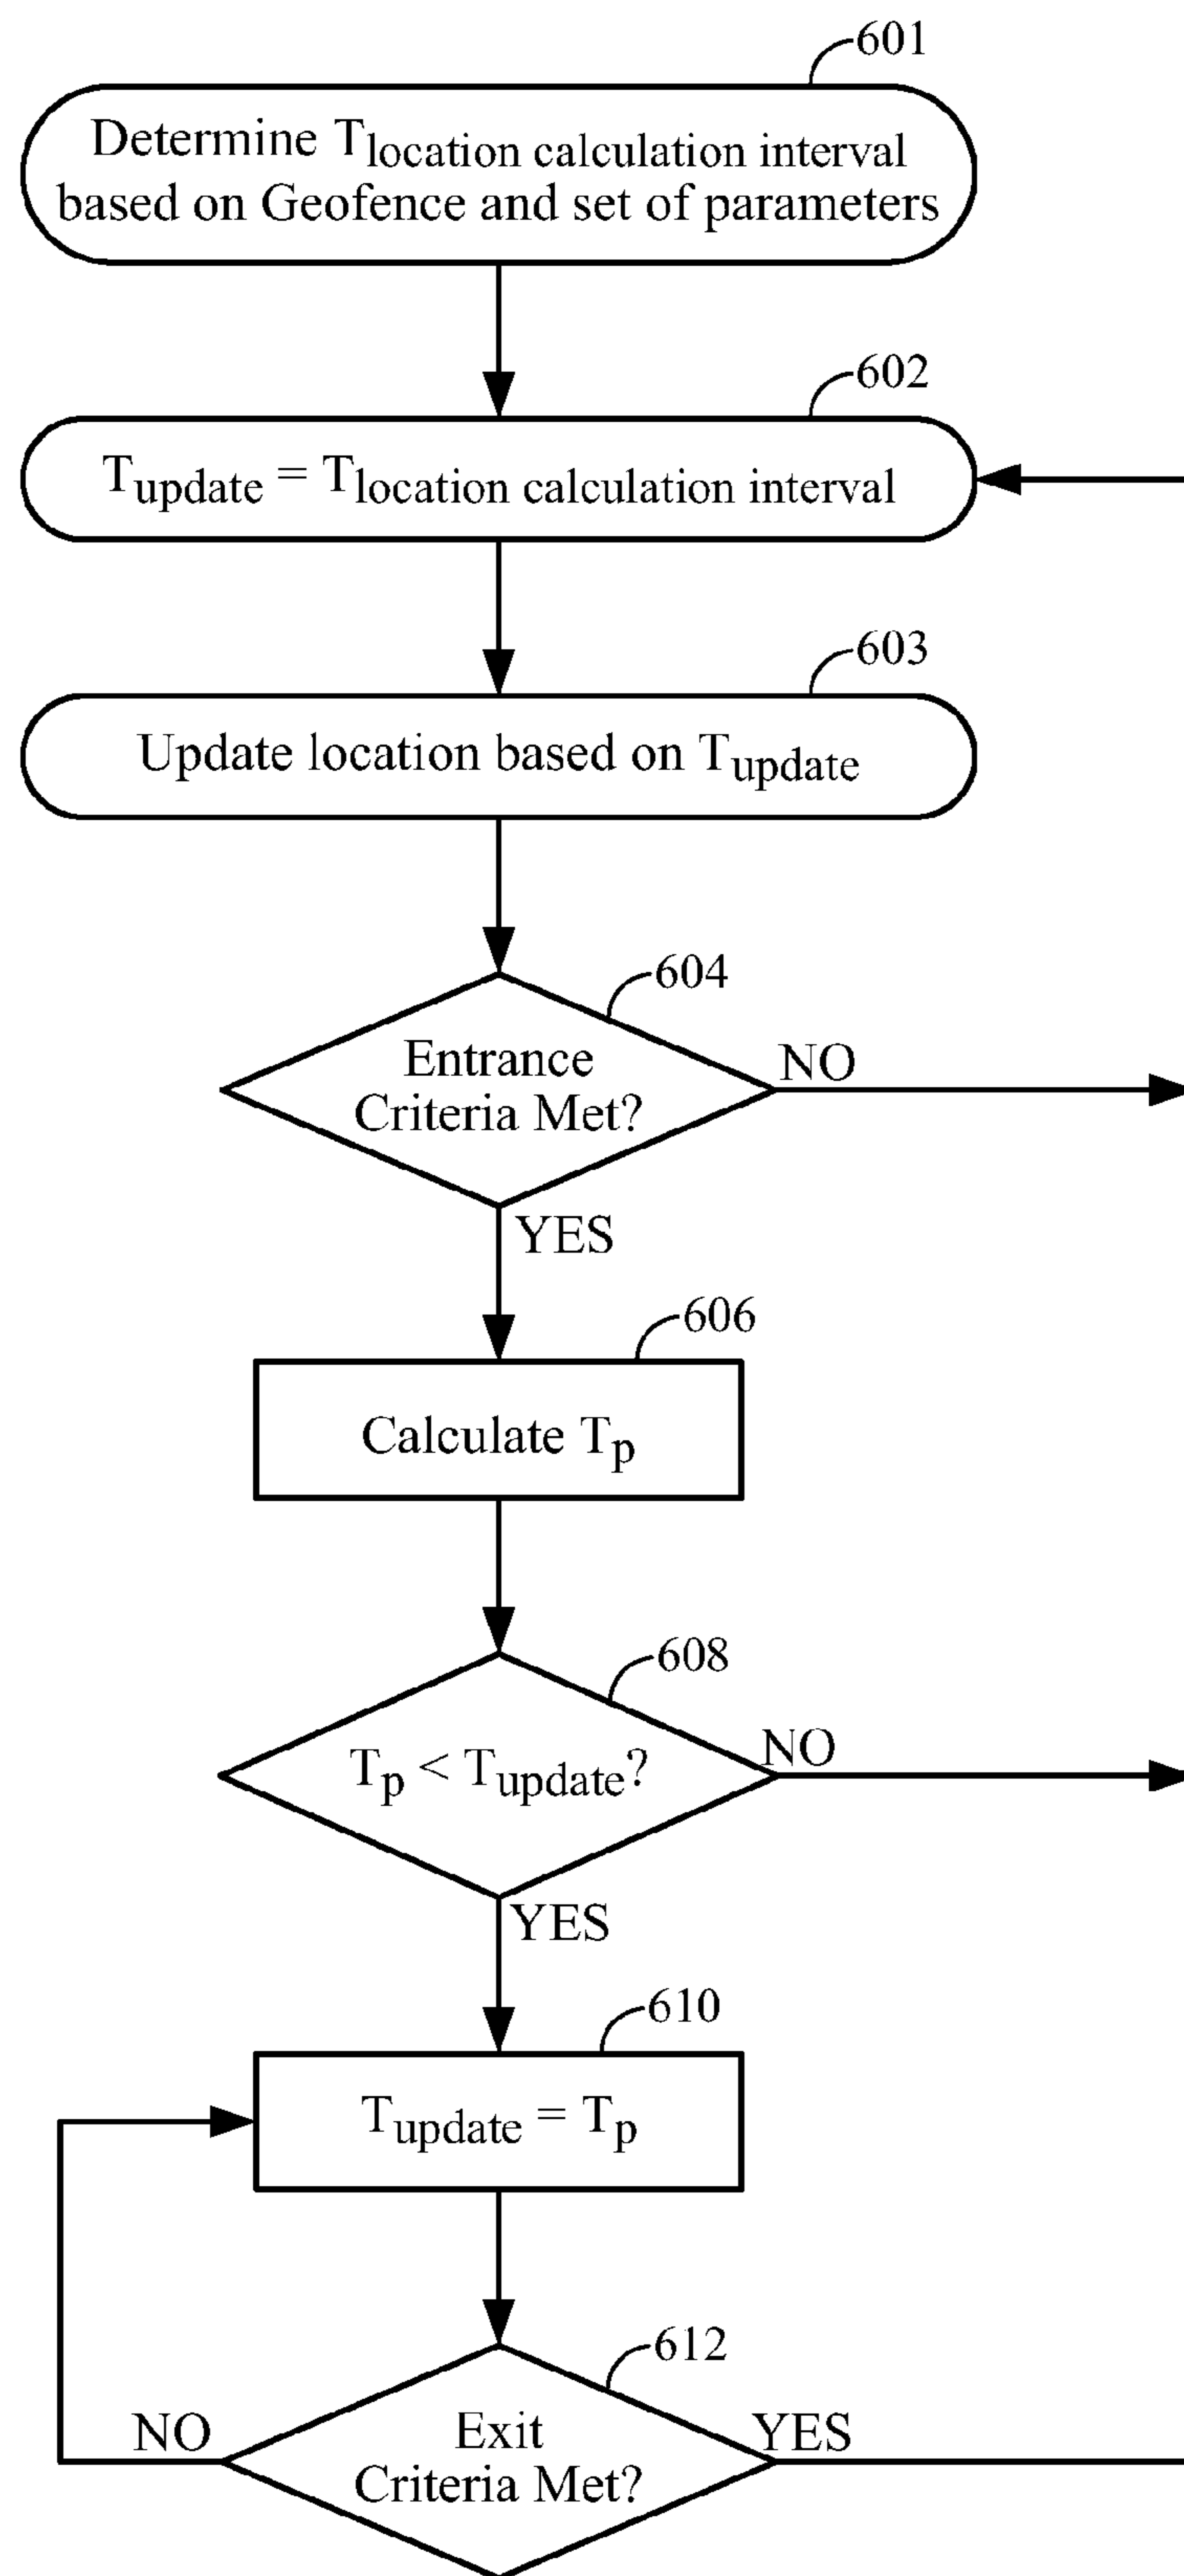 601
Determine Tlocation calculation interval
based on Geofence and set of parameters
602
Tupdate = Tlocation calculation interval
603
Update location based on Tupdate
604
Entrance
Criteria Met?
NO
YES
606
Calculate Tp
608
Tp < Tupdate?
NO
YES
610
Tupdate = Tp
612
Exit
Criteria Met?
NO
YES